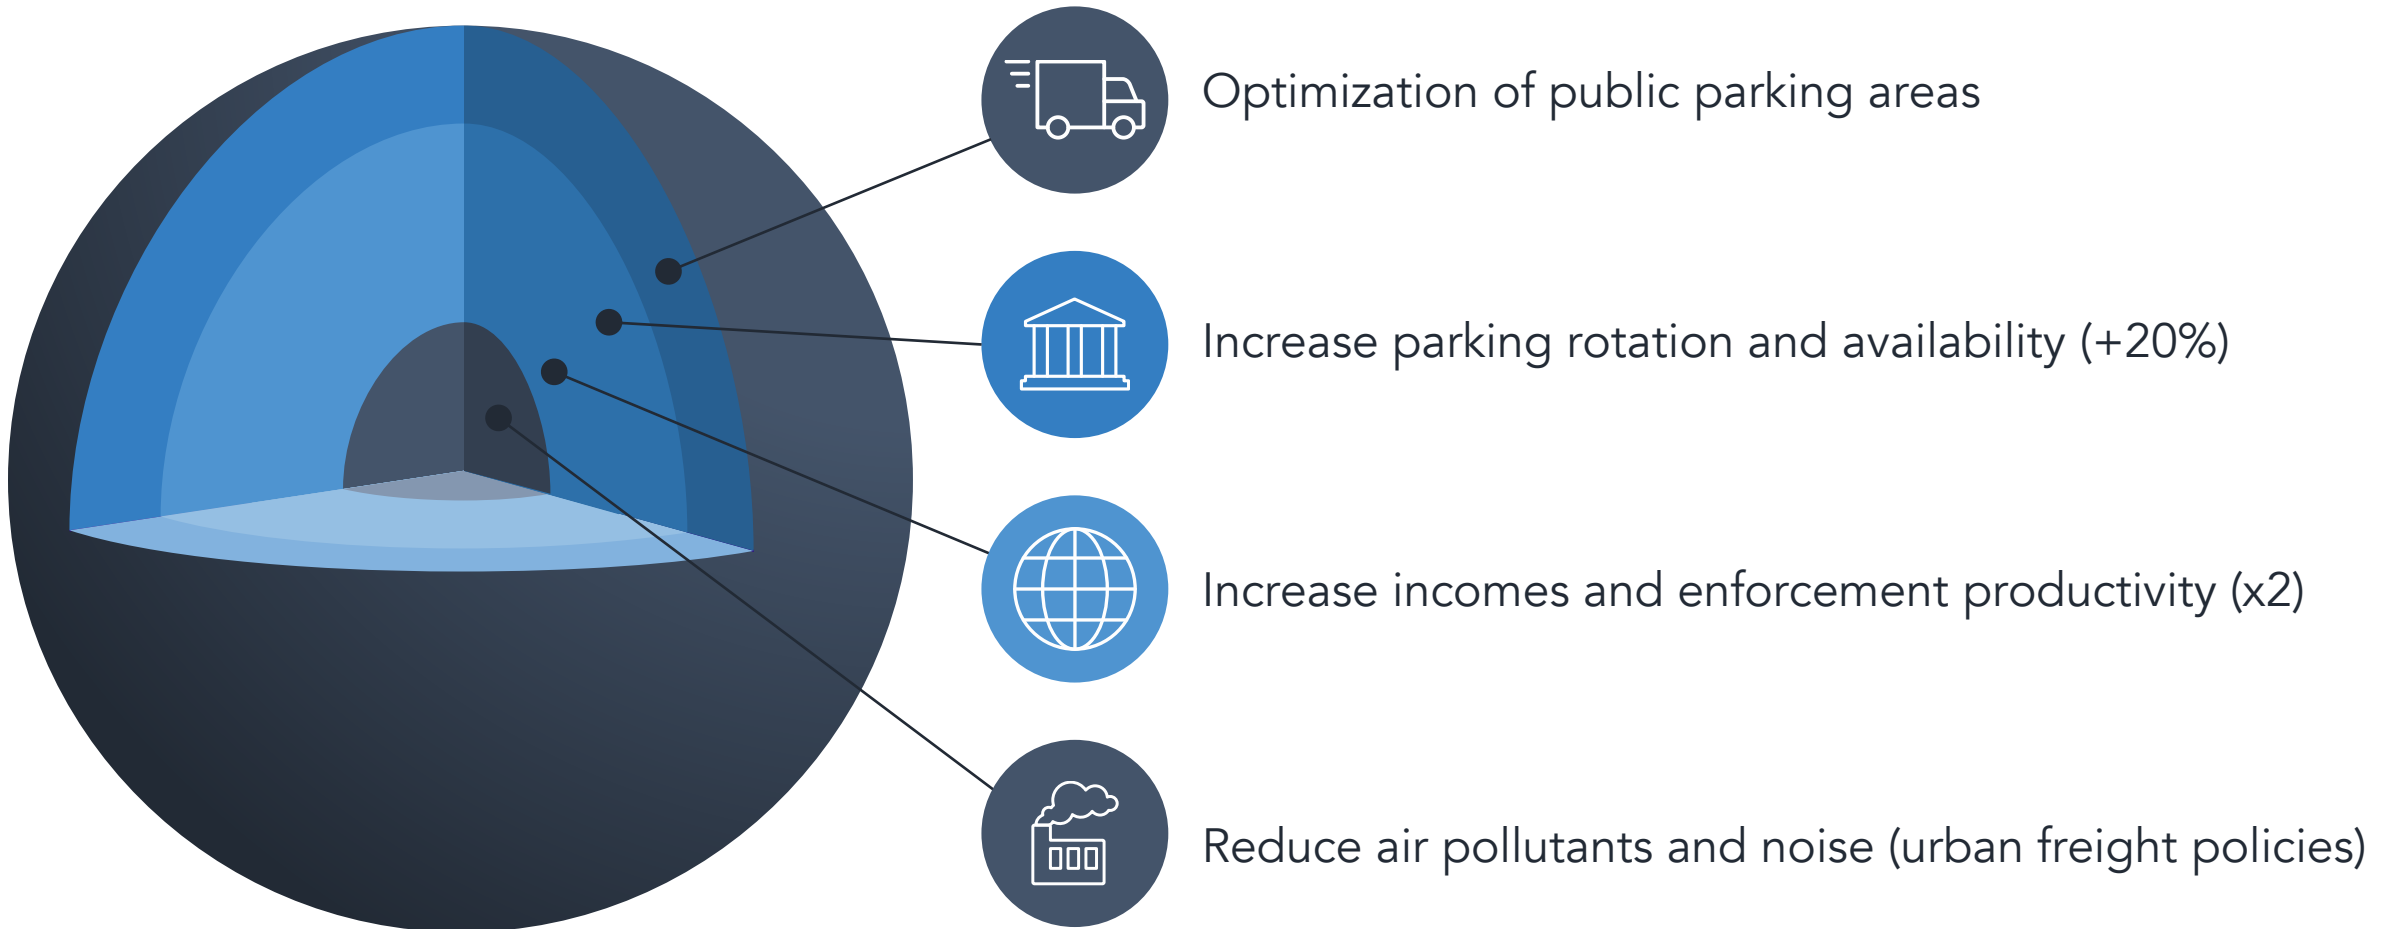 Optimization of public parking areas
Increase parking rotation and availability (+20%)
Increase incomes and enforcement productivity (x2)
Reduce air pollutants and noise (urban freight policies)